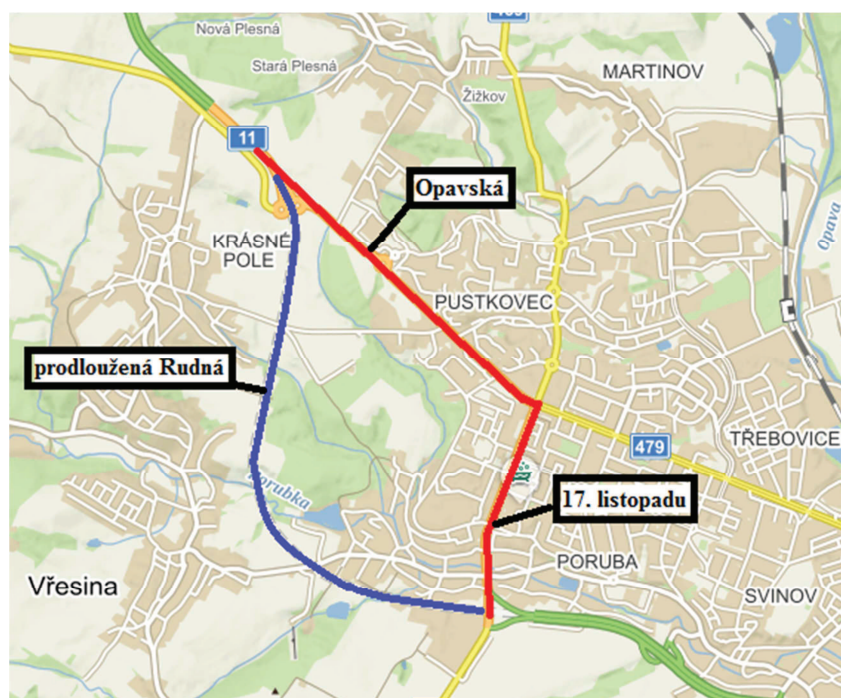 Nová Plesná
Stará Plesná
MARTINOV
Žižkov
11
Opavská
Opava
KRÁSNÉ
POLE
PUSTKOVEC
prodloužená Rudná
479
TŘEBOVICE
Porubka
17. listopadu
PORUBA
Vřesina
SVINOV